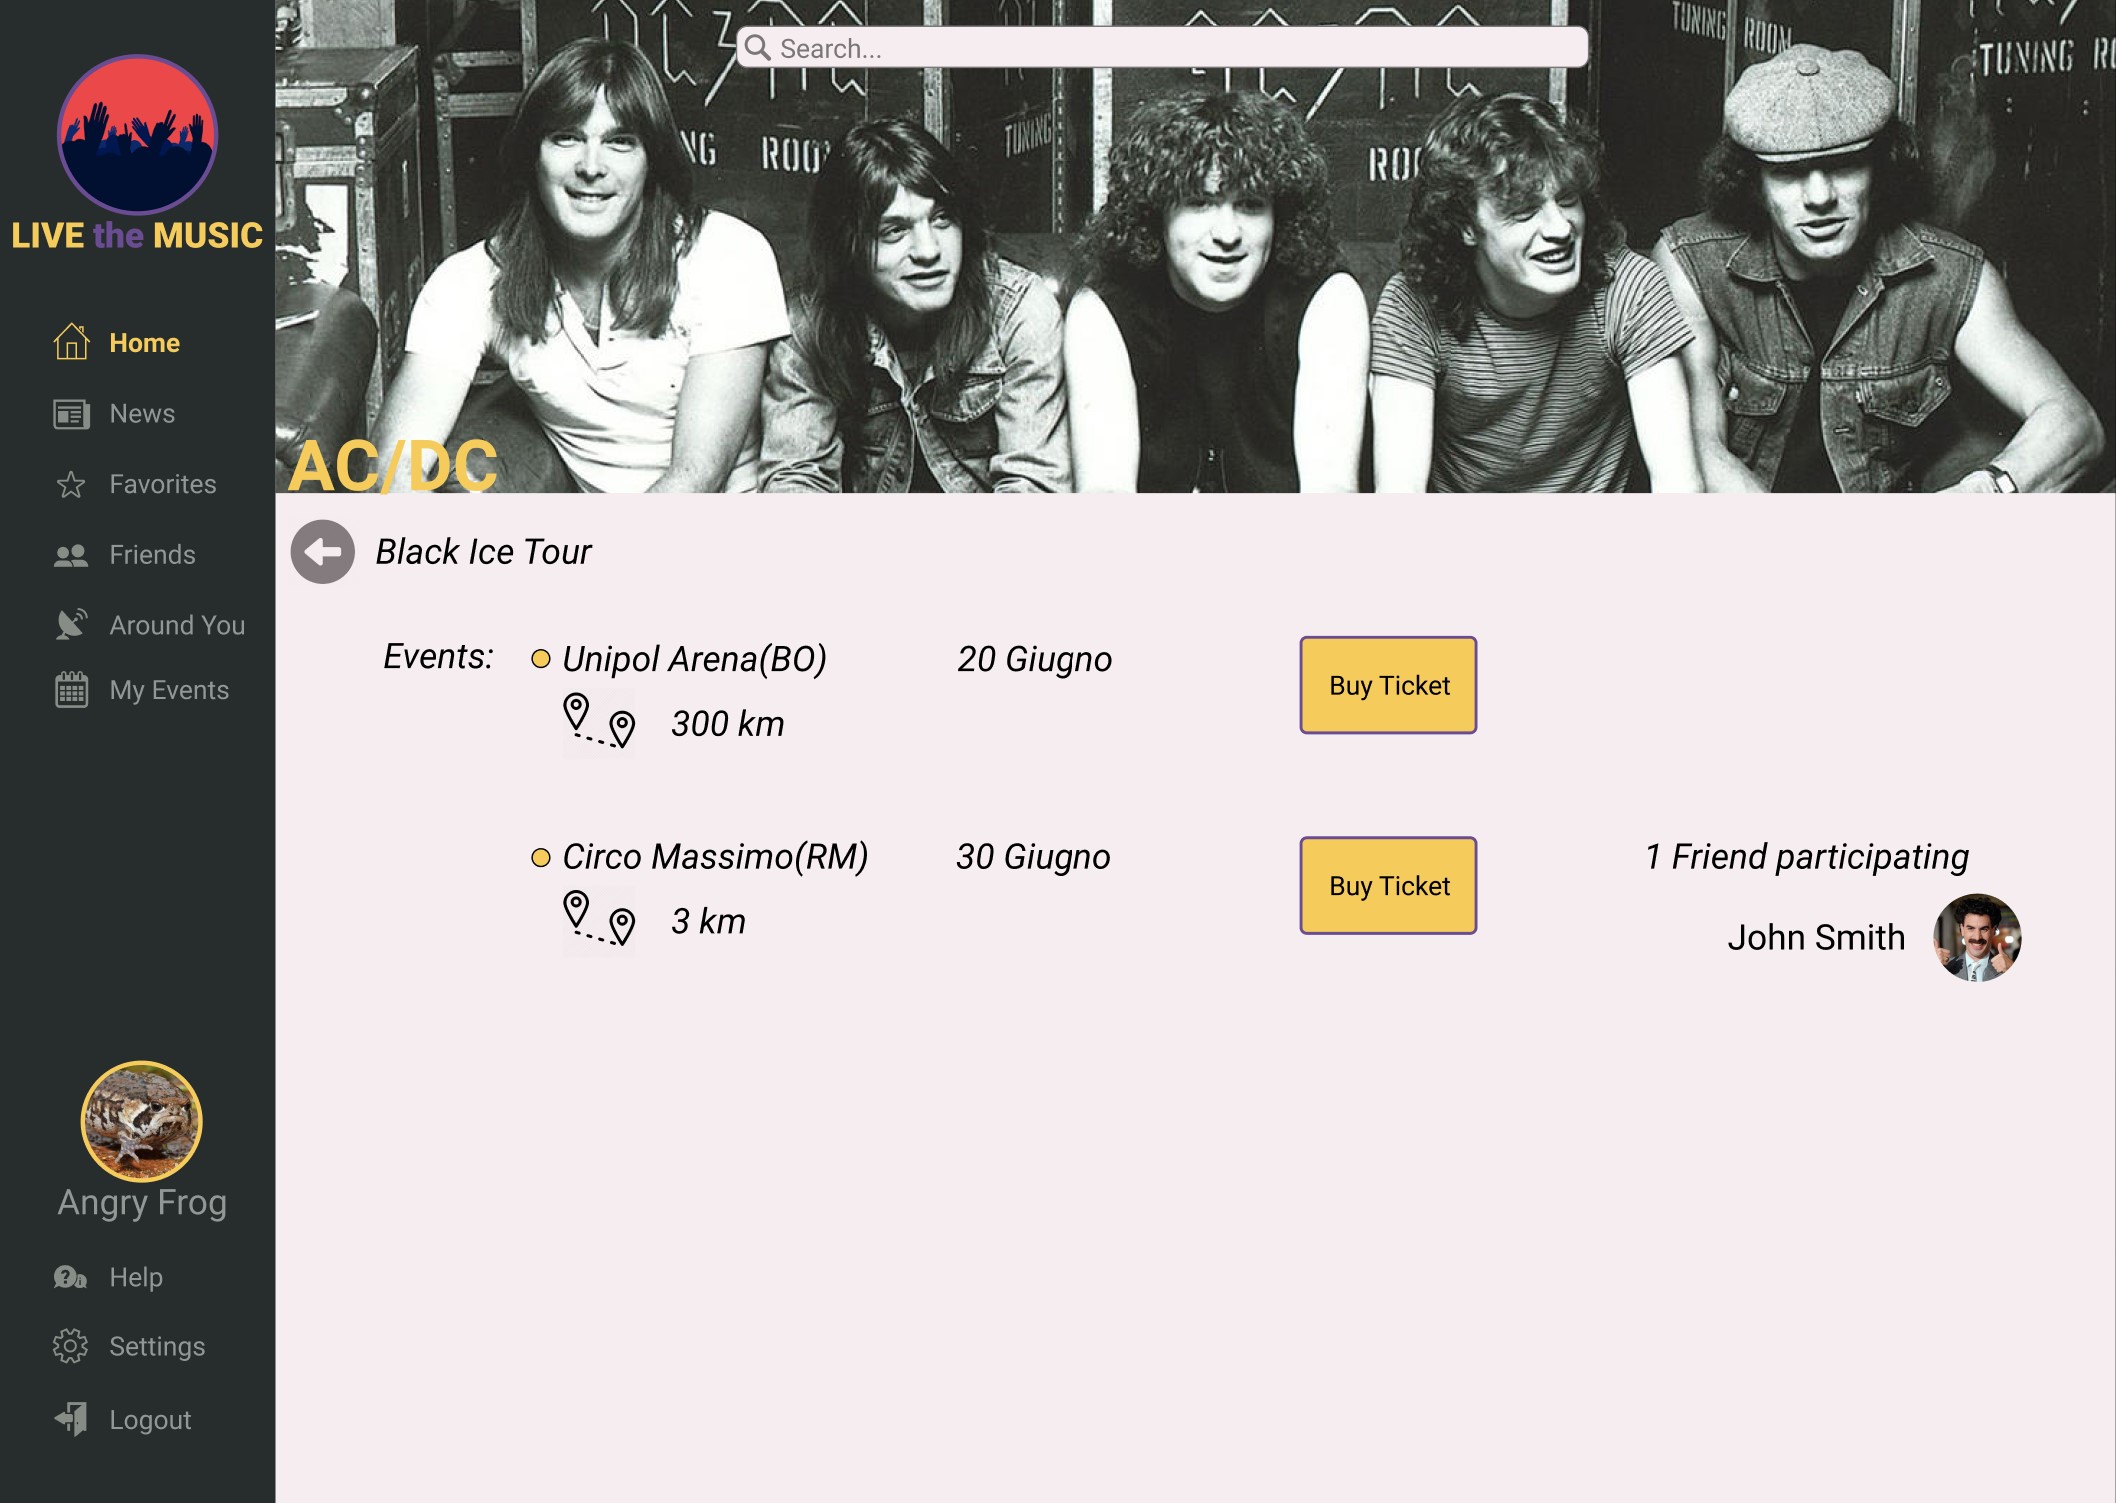 LIVE the MUSIC
Home
News
Favorites
Friends
Around You
My Events
Angry Frog
Help
Settings
Logout
Search...
TUNING ROOM
TUNING
TUNING
ROOM
AC/DC
Black Ice Tour
Events:
Unipol Arena(BO)
20 Giugno
Buy Ticket
300 km
Circo Massimo(RM)
30 Giugno
Buy Ticket
1 Friend participating
3 km
John Smith